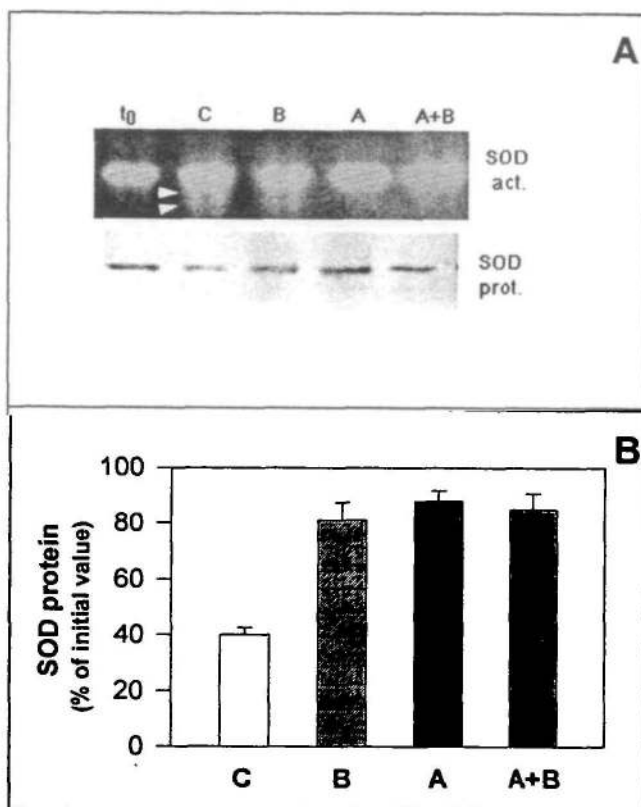 A
t0 C B A A+B
SOD
act.
SOD
prot.
B
SOD protein
(% of initial value)
100
80
60
40
20
0
C B A A+B